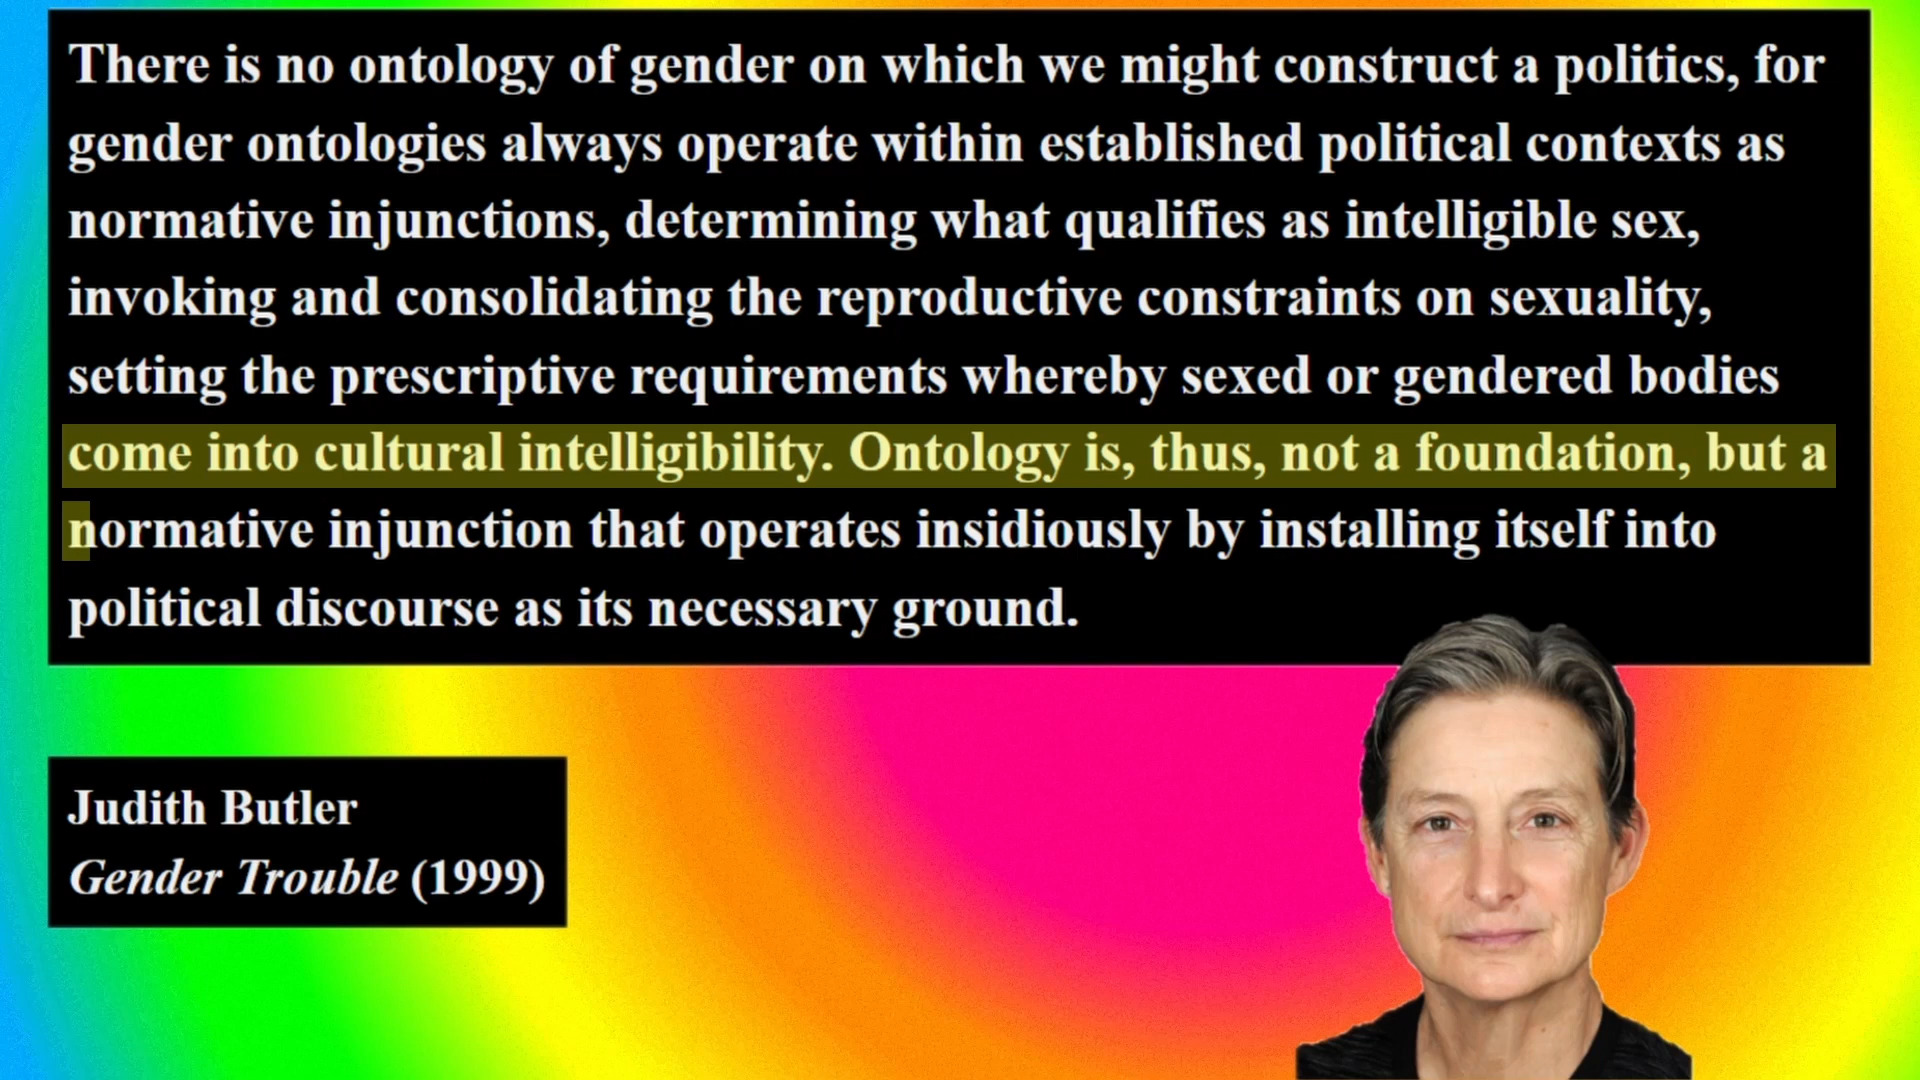 There is no ontology of gender on which we might construct a politics, for
gender ontologies always operate within established political contexts as
normative injunctions, determining what qualifies as intelligible sex,
invoking and consolidating the reproductive constraints on sexuality,
setting the prescriptive requirements whereby sexed or gendered bodies
come into cultural intelligibility. Ontology is, thus, not a foundation, but a
normative injunction that operates insidiously by installing itself into
political discourse as its necessary ground.
Judith Butler
Gender Trouble (1999)